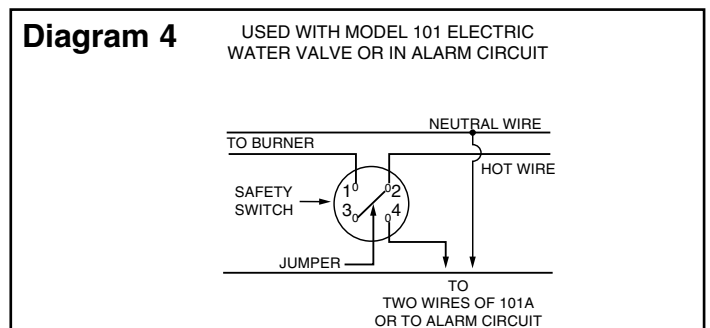 Diagram 4
USED WITH MODEL 101 ELECTRIC
WATER VALVE OR IN ALARM CIRCUIT
NEUTRAL WIRE
TO BURNER
HOT WIRE
SAFETY
SWITCH
1 2
3 4
JUMPER
TO
TWO WIRES OF 101A
OR TO ALARM CIRCUIT